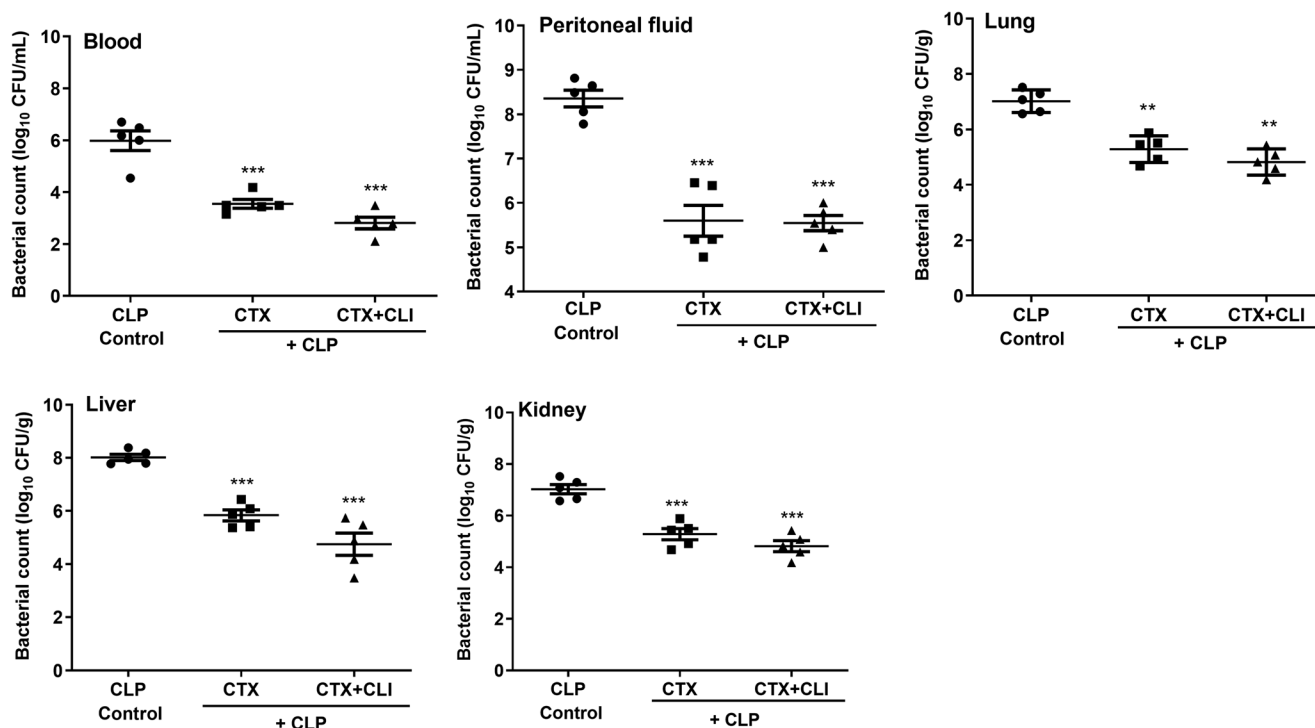 Blood
Bacterial count (log10 CFU/mL)
10
8
6
4
2
0
***
***
CLP
Control
CTX
CTX+CLI
+ CLP
Peritoneal fluid
Bacterial count (log10 CFU/mL)
10
9
8
7
6
5
4
***
***
CLP
Control
CTX
CTX+CLI
+ CLP
Lung
Bacterial count (log10 CFU/g)
10
8
6
4
2
0
**
**
CLP
Control
CTX
CTX+CLI
+ CLP
Liver
Bacterial count (log10 CFU/g)
10
8
6
4
2
0
***
***
CLP
Control
CTX
CTX+CLI
+ CLP
Kidney
Bacterial count (log10 CFU/g)
10
8
6
4
2
0
***
***
CLP
Control
CTX
CTX+CLI
+ CLP